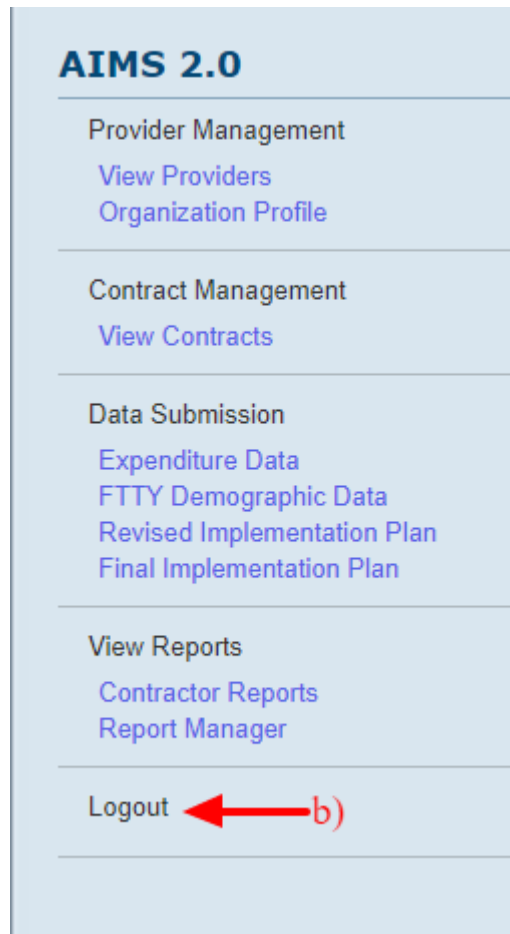 AIMS 2.0
Provider Management
View Providers
Organization Profile
Contract Management
View Contracts
Data Submission
Expenditure Data
FTTY Demographic Data
Revised Implementation Plan
Final Implementation Plan
View Reports
Contractor Reports
Report Manager
Logout b)